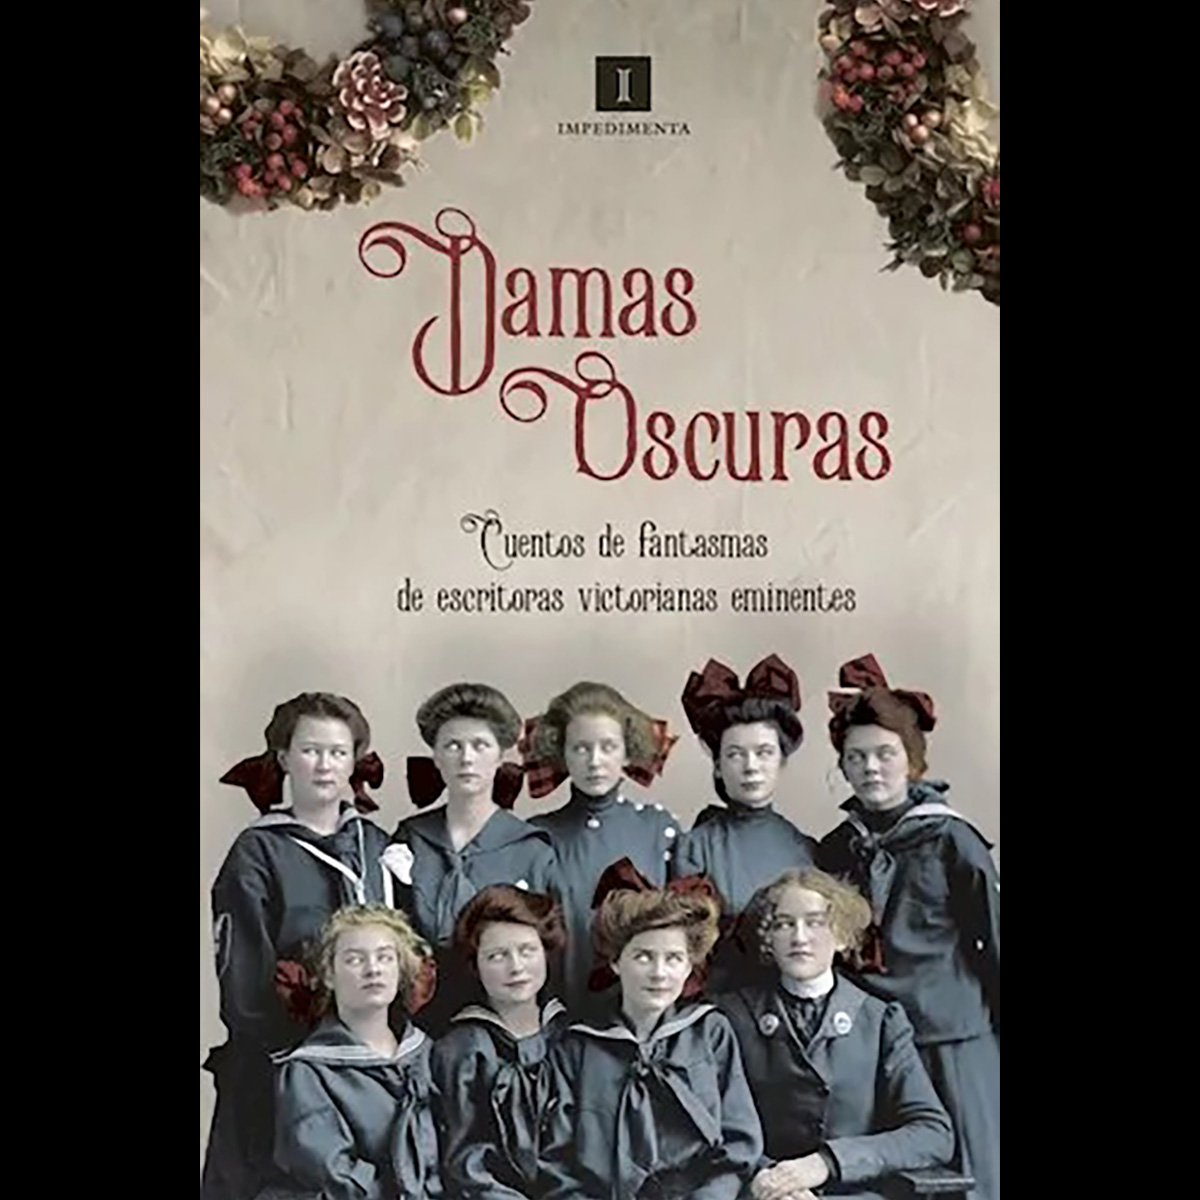 I
IMPEDIMENTA
Damas
Oscuras
Cuentos de fantasmas
de escritoras victorianas eminentes